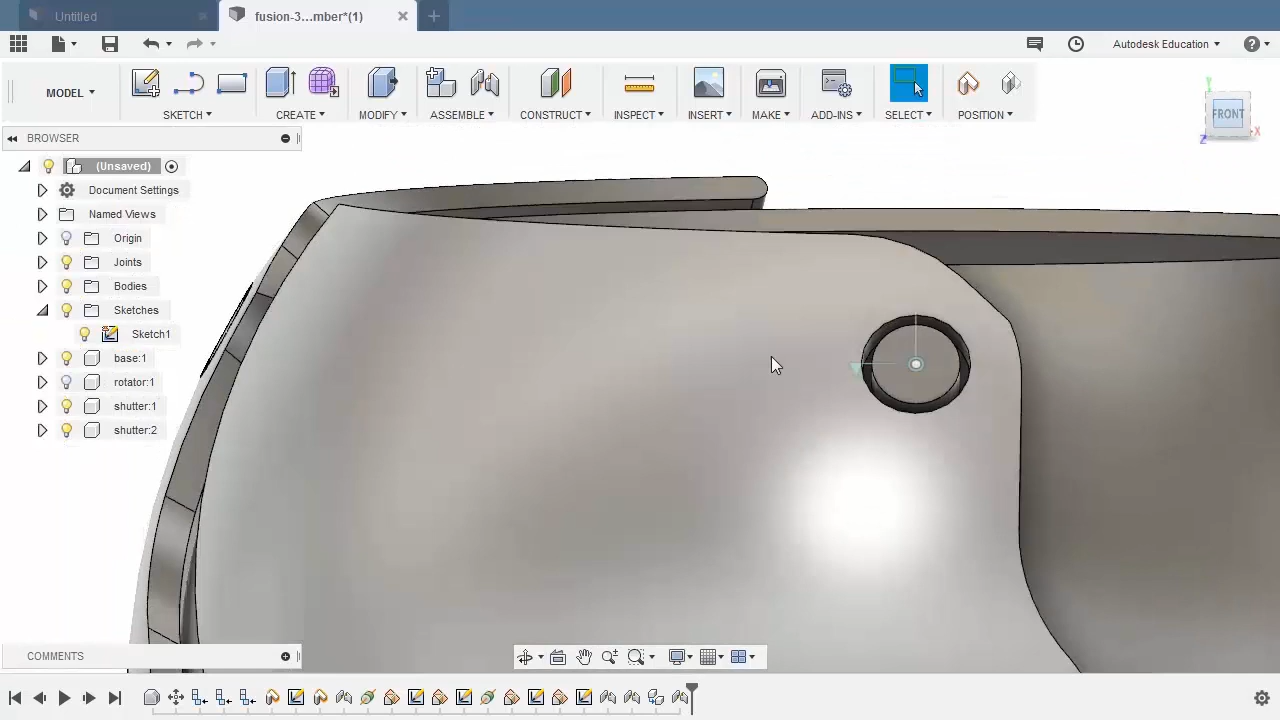 Untitled
fusion-3...mber*(1)
Autodesk Education
MODEL
SKETCH
CREATE
MODIFY
ASSEMBLE
CONSTRUCT
INSPECT
INSERT
MAKE
ADD-INS
SELECT
POSITION
Y
FRONT
X
Z
BROWSER
(Unsaved)
Document Settings
Named Views
Origin
Joints
Bodies
Sketches
Sketch1
base:1
rotator:1
shutter:1
shutter:2
COMMENTS